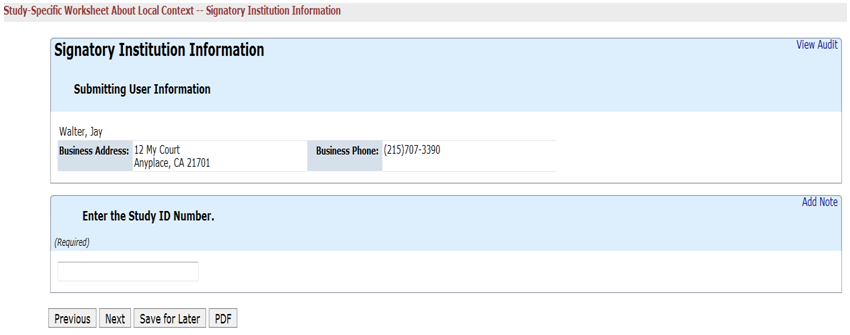 Study-Specific Worksheet About Local Context -- Signatory Institution Information
View Audit
Signatory Institution Information
Submitting User Information
Walter, Jay
Business Address: 12 My Court Business Phone: (215)707-3390
Anyplace, CA 21701
Add Note
Enter the Study ID Number.
(Required)
Previous Next Save for Later PDF